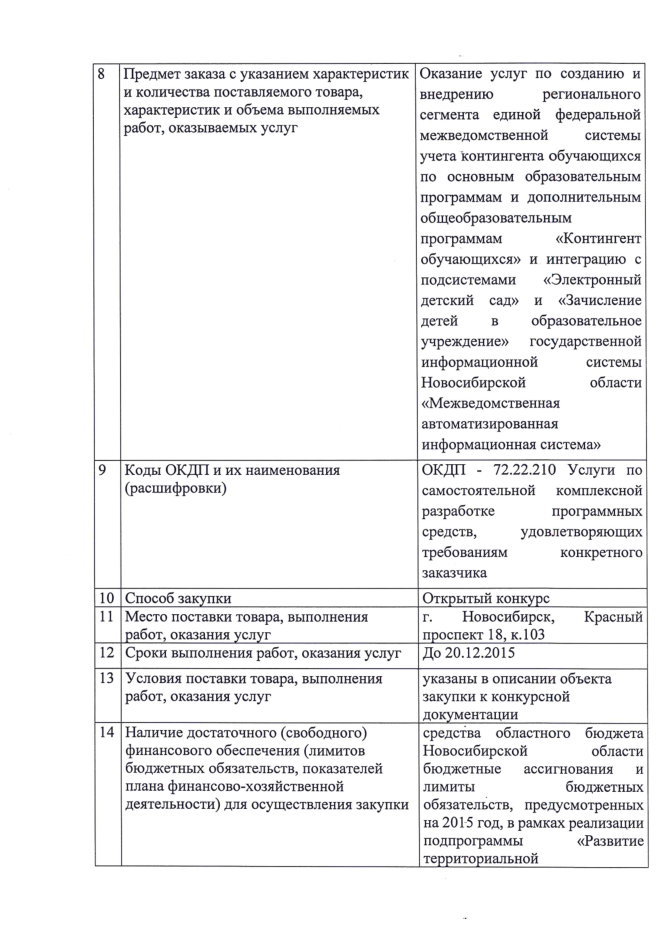 8
Предмет заказа с указанием характеристик
и количества поставляемого товара,
характеристик и объема выполняемых
работ, оказываемых услуг
Оказание услуг по созданию и
внедрению регионального
сегмента единой федеральной
межведомственной системы
учета контингента обучающихся
по основным образовательным
программам и дополнительным
общеобразовательным
программам «Контингент
обучающихся» и интеграцию с
подсистемами «Электронный
детский сад» и «Зачисление
детей в образовательное
учреждение» государственной
информационной системы
Новосибирской области
«Межведомственная
автоматизированная
информационная система»
9
Коды ОКДП и их наименования
(расшифровки)
ОКДП - 72.22.210 Услуги по
самостоятельной комплексной
разработке программных
средств, удовлетворяющих
требованиям конкретного
заказчика
10 Способ закупки
Открытый конкурс
11 Место поставки товара, выполнения
работ, оказания услуг
г. Новосибирск, Красный
проспект 18, к.103
12 Сроки выполнения работ, оказания услуг
До 20.12.2015
13 Условия поставки товара, выполнения
работ, оказания услуг
указаны в описании объекта
закупки к конкурсной
документации
14 Наличие достаточного (свободного)
финансового обеспечения (лимитов
бюджетных обязательств, показателей
плана финансово-хозяйственной
деятельности) для осуществления закупки
средства областного бюджета
Новосибирской области
бюджетные ассигнования и
лимиты бюджетных
обязательств, предусмотренных
на 2015 год, в рамках реализации
подпрограммы «Развитие
территориальной